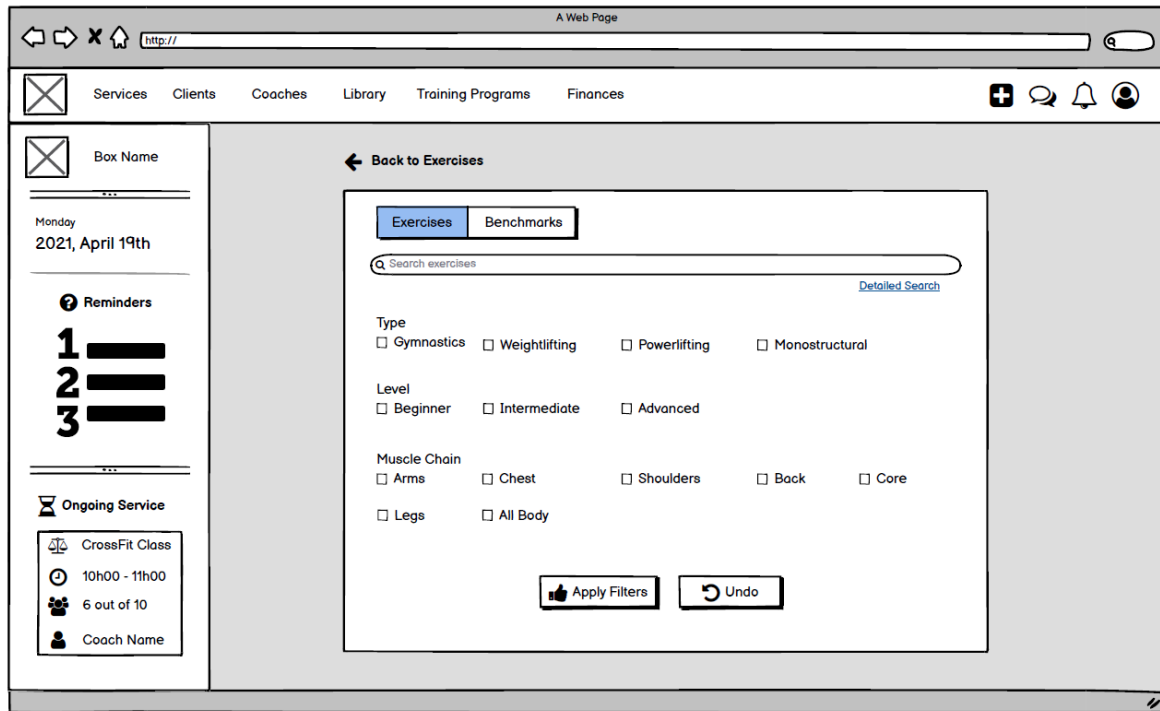 A Web Page
http://
Services Clients Coaches Library Training Programs Finances
Box Name
Monday
2021, April 19th
Reminders
1
2
3
Ongoing Service
CrossFit Class
10h00 - 11h00
6 out of 10
Coach Name
Back to Exercises
Exercises Benchmarks
Search exercises
Detailed Search
Type
Gymnastics Weightlifting Powerlifting Monostructural
Level
Beginner Intermediate Advanced
Muscle Chain
Arms Chest Shoulders Back Core
Legs All Body
Apply Filters Undo